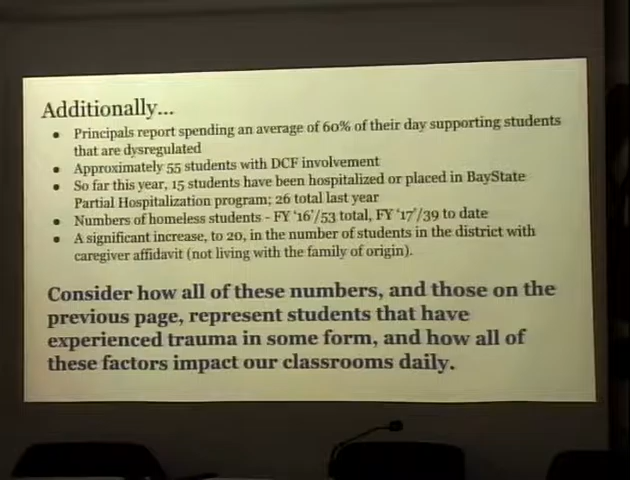 Additionally...
• Principals report spending an average of 60% of their day supporting students
that are dysregulated
• Approximately 55 students with DCF involvement
• So far this year, 15 students have been hospitalized or placed in BayState
Partial Hospitalization program; 26 total last year
• Numbers of homeless students - FY '16'/53 total, FY '17'/39 to date
• A significant increase, to 20, in the number of students in the district with
caregiver affidavit (not living with the family of origin).
Consider how all of these numbers, and those on the
previous page, represent students that have
experienced trauma in some form, and how all of
these factors impact our classrooms daily.